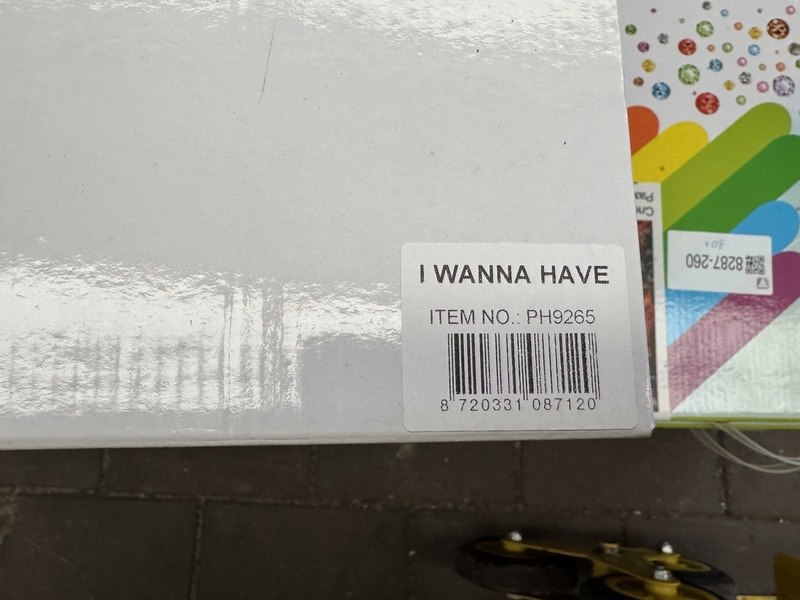 I WANNA HAVE
ITEM NO.: PH9265
8 720331 087120
8287-260